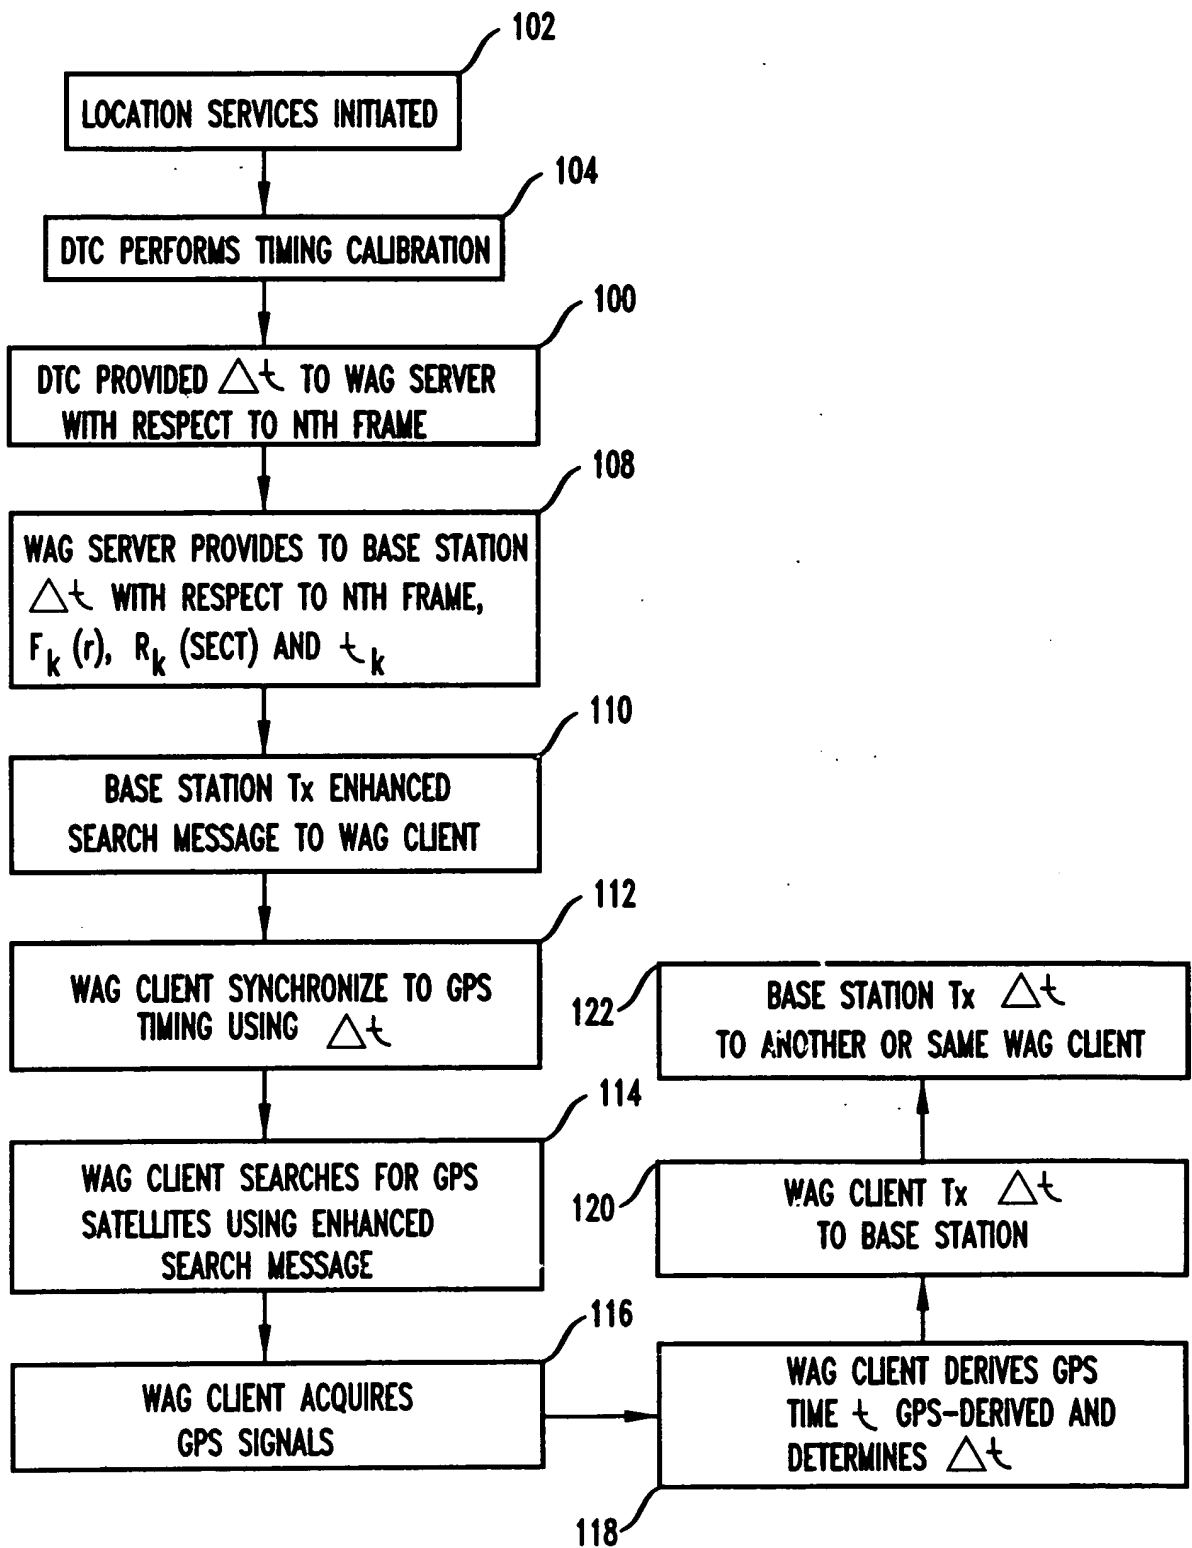 102
LOCATION SERVICES INITIATED
104
DTC PERFORMS TIMING CALIBRATION
100
DTC PROVIDED △t TO WAG SERVER
WITH RESPECT TO NTH FRAME
108
WAG SERVER PROVIDES TO BASE STATION
△t WITH RESPECT TO NTH FRAME,
Fk (r), Rk (SECT) AND tk
110
BASE STATION Tx ENHANCED
SEARCH MESSAGE TO WAG CLIENT
112
WAG CLIENT SYNCHRONIZE TO GPS
TIMING USING △t
114
WAG CLIENT SEARCHES FOR GPS
SATELLITES USING ENHANCED
SEARCH MESSAGE
116
WAG CLIENT ACQUIRES
GPS SIGNALS
118
WAG CLIENT DERIVES GPS
TIME t GPS-DERIVED AND
DETERMINES △t
120
WAG CLIENT Tx △t
TO BASE STATION
122
BASE STATION Tx △t
TO ANOTHER OR SAME WAG CLIENT